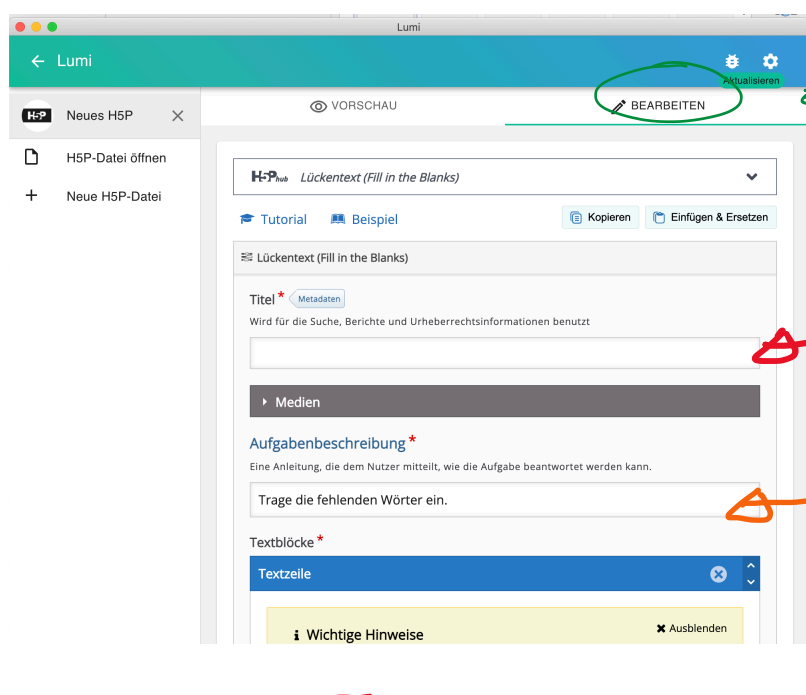 Lumi
Lumi
Aktualisieren
H5P Neues H5P
VORSCHAU
BEARBEITEN
H5P-Datei öffnen
Neue H5P-Datei
H5Phub Lückentext (Fill in the Blanks)
Tutorial Beispiel Kopieren Einfügen & Ersetzen
Lückentext (Fill in the Blanks)
Titel * Metadaten
Wird für die Suche, Berichte und Urheberrechtsinformationen benutzt
Medien
Aufgabenbeschreibung *
Eine Anleitung, die dem Nutzer mitteilt, wie die Aufgabe beantwortet werden kann.
Trage die fehlenden Wörter ein.
Textblöcke *
Textzeile
Wichtige Hinweise Ausblenden